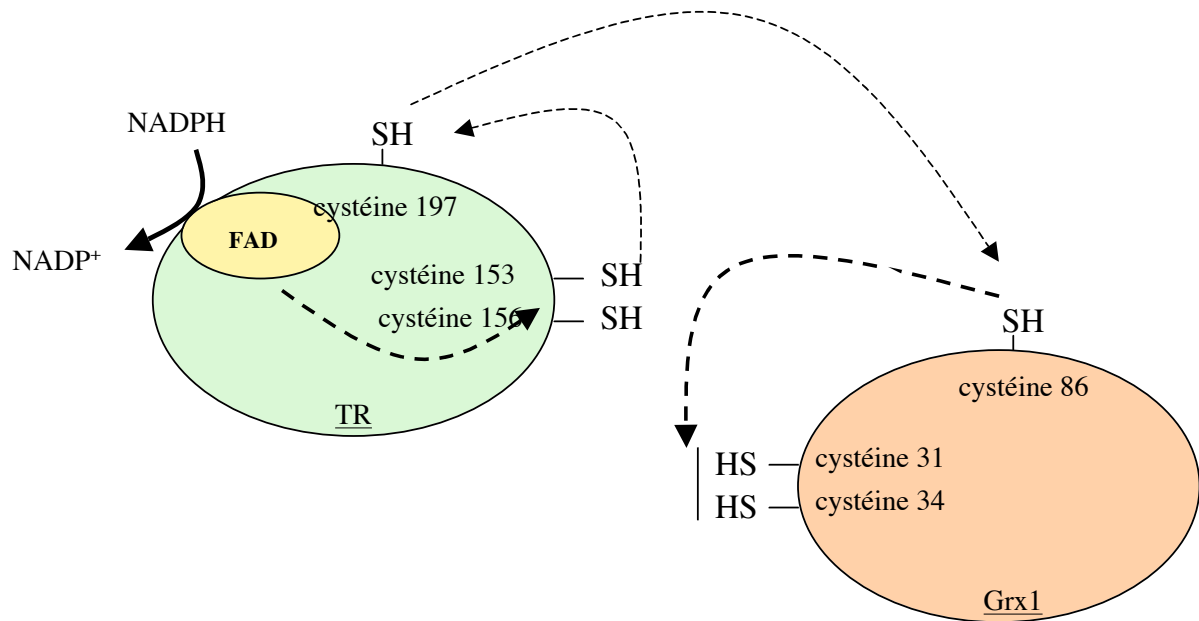 NADPH
SH
cystéine 197
FAD
NADP⁺
cystéine 153
SH
cystéine 156
SH
TR
SH
cystéine 86
HS
cystéine 31
HS
cystéine 34
Grx1